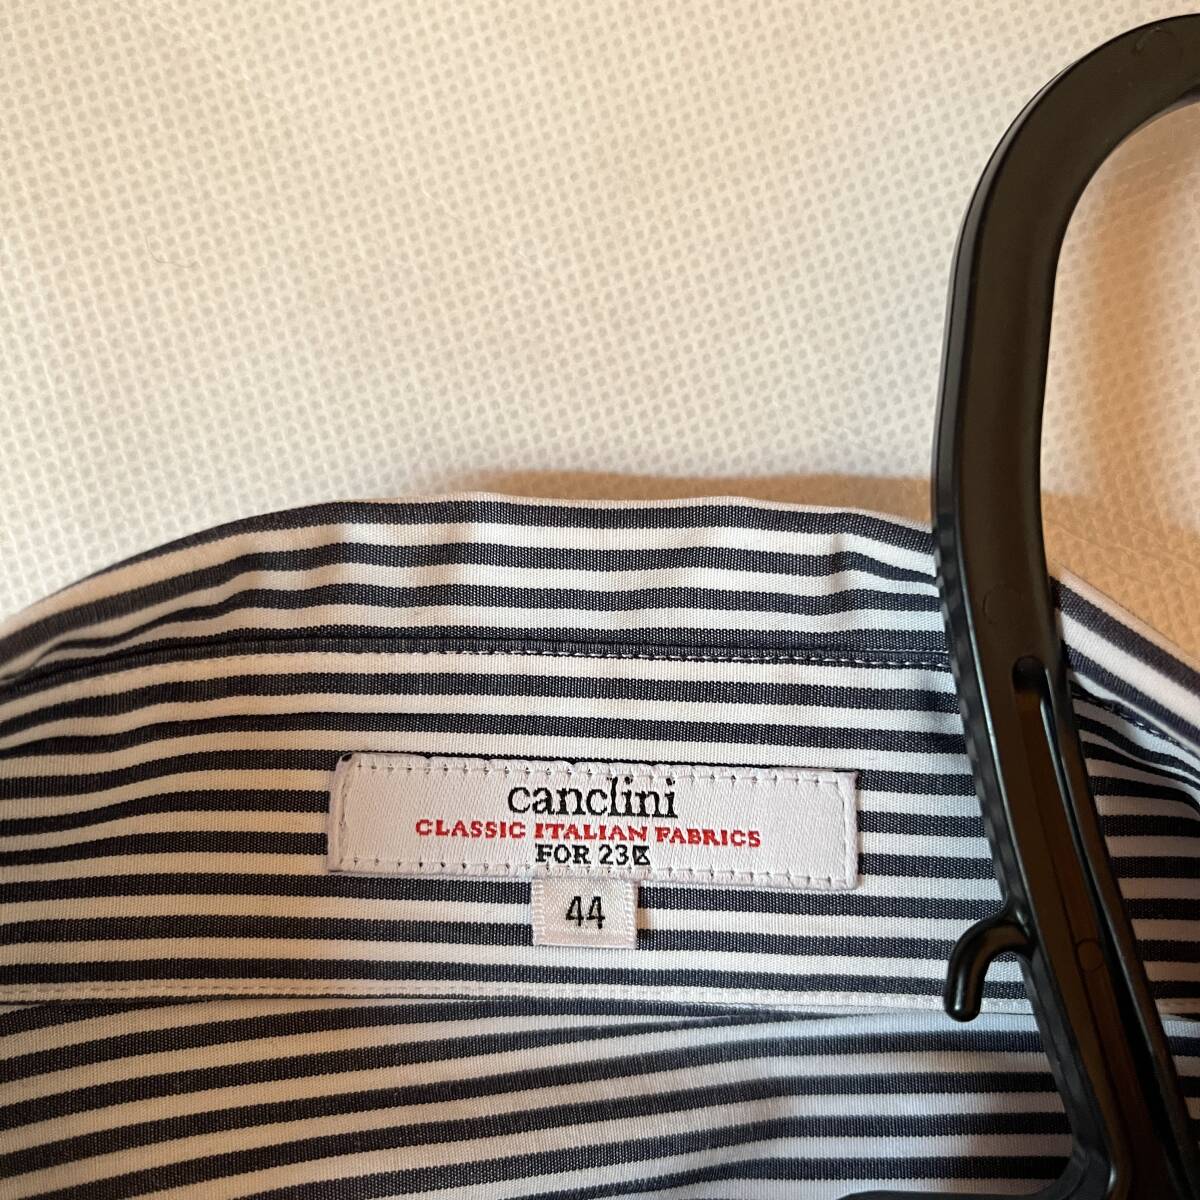 canclini
CLASSIC ITALIAN FABRICS
FOR 23区
44